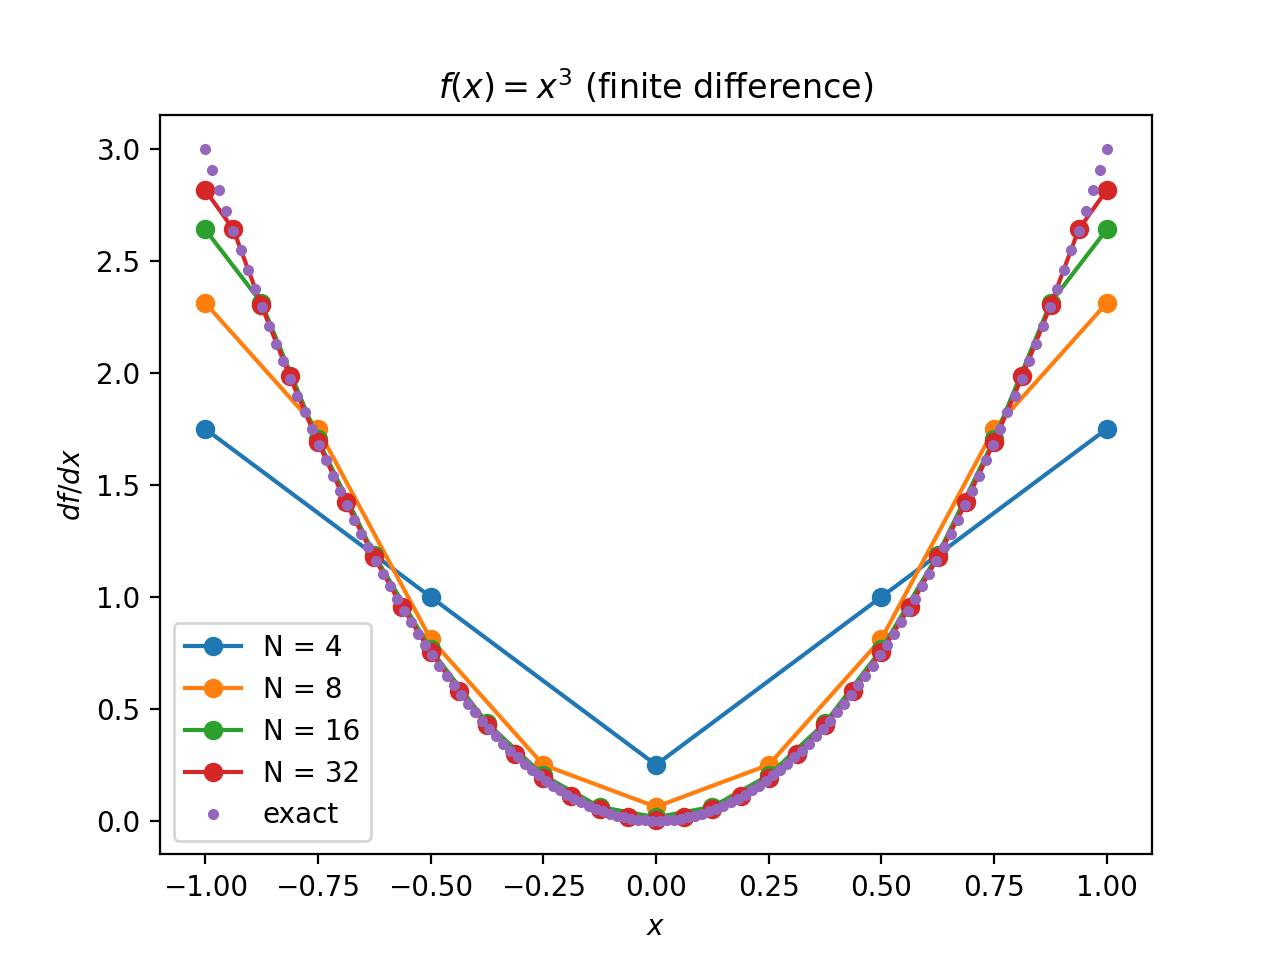 f(x) = x³ (finite difference)
3.0
2.5
2.0
1.5
1.0
0.5
0.0
df/dx
N = 4
N = 8
N = 16
N = 32
exact
−1.00 −0.75 −0.50 −0.25 0.00 0.25 0.50 0.75 1.00
x